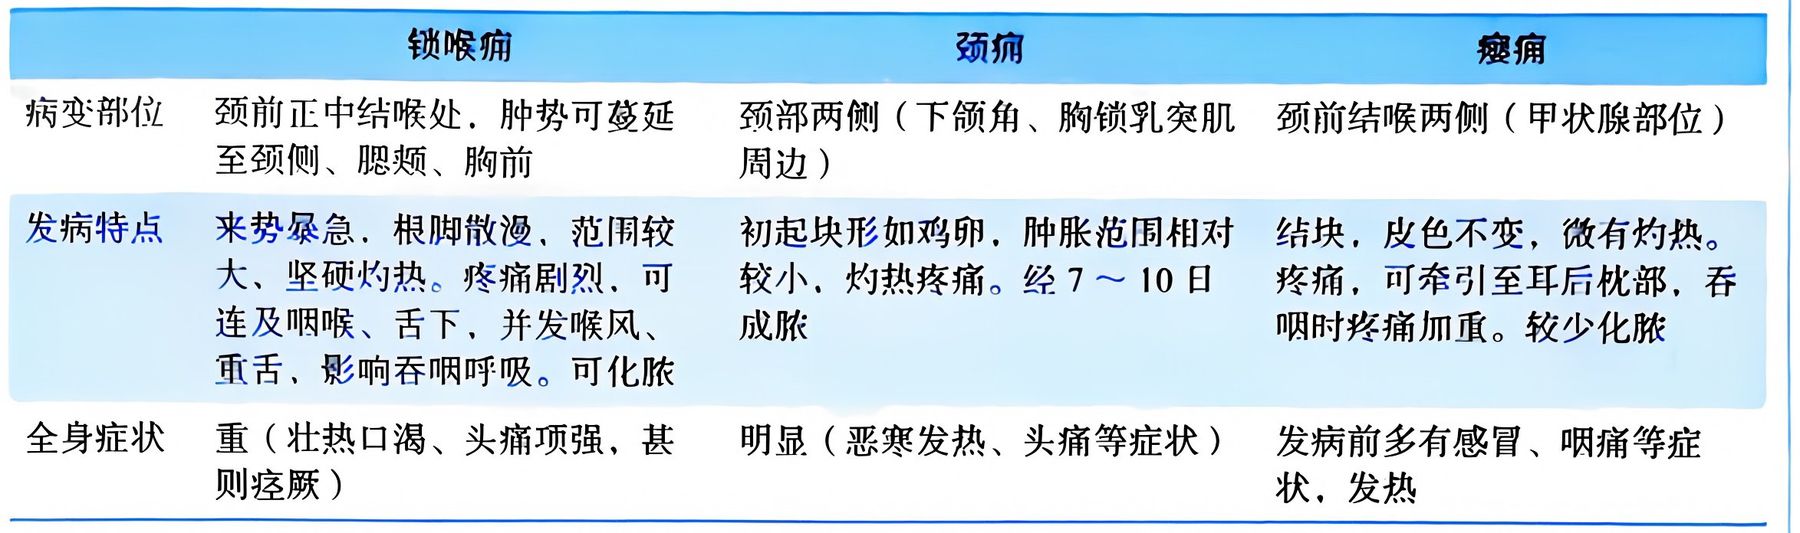 锁喉痈 颈痈 瘿痈
病变部位 颈前正中结喉处，肿势可蔓延 颈部两侧（下颌角、胸锁乳突肌 颈前结喉两侧（甲状腺部位）
至颈侧、腮颊、胸前 周边）
发病特点 来势暴急，根脚散漫，范围较 初起块形如鸡卵，肿胀范围相对 结块，皮色不变，微有灼热。
大、坚硬灼热。疼痛剧烈，可 较小，灼热疼痛。经 7 ～ 10 日 疼痛，可牵引至耳后枕部，吞
连及咽喉、舌下，并发喉风、 成脓 咽时疼痛加重。较少化脓
重舌，影响吞咽呼吸。可化脓
全身症状 重（壮热口渴、头痛项强，甚 明显（恶寒发热、头痛等症状） 发病前多有感冒、咽痛等症
则痉厥） 状，发热